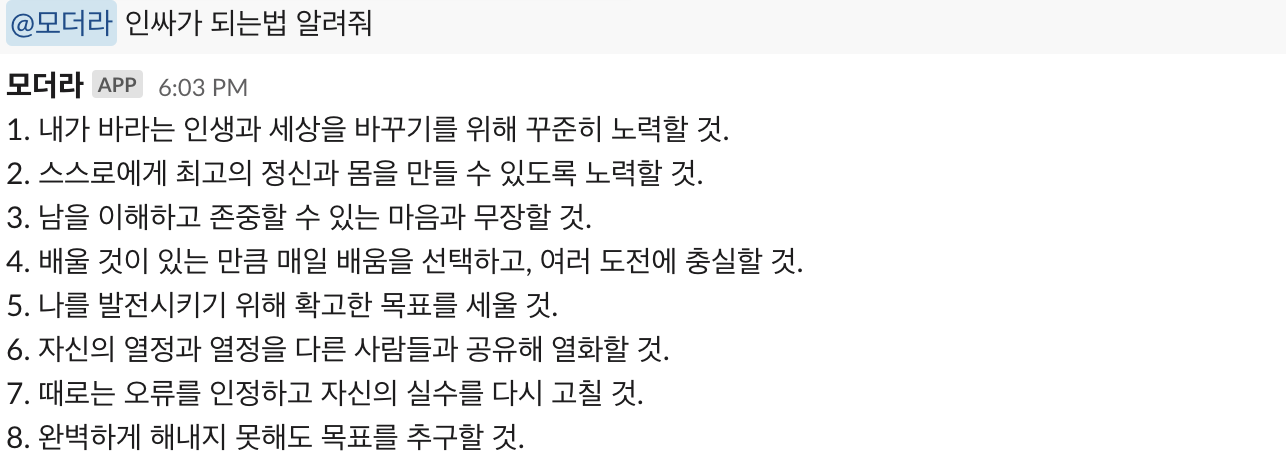 @모더라 인싸가 되는법 알려줘
모더라 APP 6:03 PM
1. 내가 바라는 인생과 세상을 바꾸기를 위해 꾸준히 노력할 것.
2. 스스로에게 최고의 정신과 몸을 만들 수 있도록 노력할 것.
3. 남을 이해하고 존중할 수 있는 마음과 무장할 것.
4. 배울 것이 있는 만큼 매일 배움을 선택하고, 여러 도전에 충실할 것.
5. 나를 발전시키기 위해 확고한 목표를 세울 것.
6. 자신의 열정과 열정을 다른 사람들과 공유해 열화할 것.
7. 때로는 오류를 인정하고 자신의 실수를 다시 고칠 것.
8. 완벽하게 해내지 못해도 목표를 추구할 것.